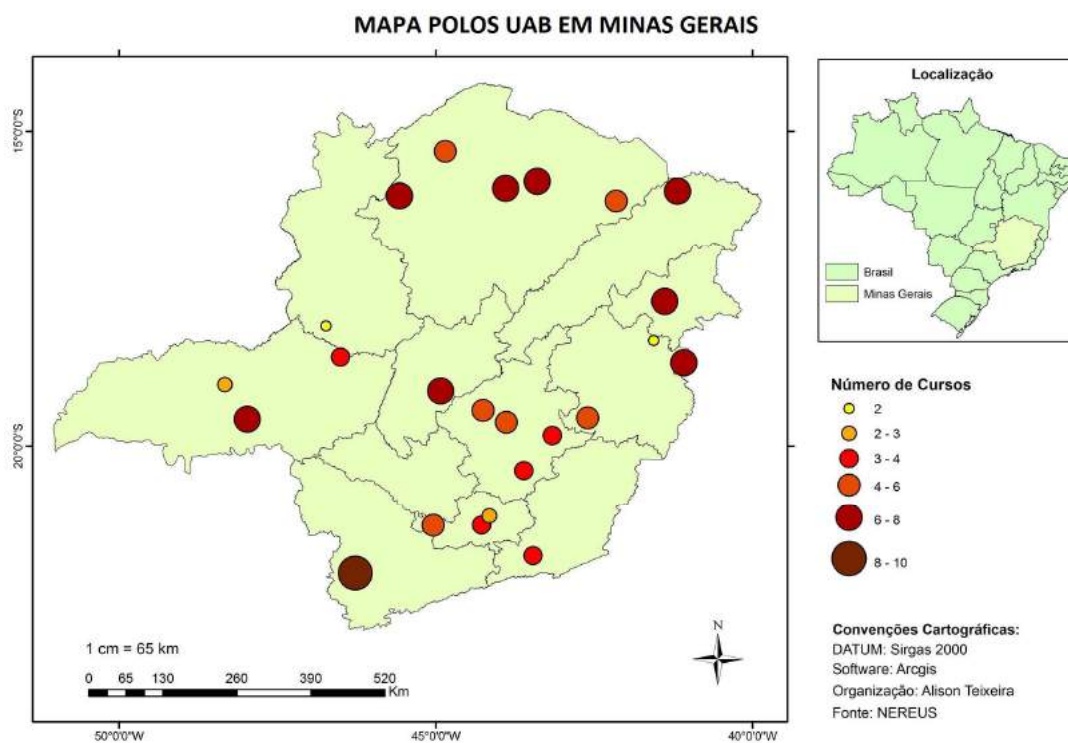 MAPA POLOS UAB EM MINAS GERAIS
15°0'0"S
20°0'0"S
1 cm = 65 km
0 65 130 260 390 520
Km
N
50°0'0"W 45°0'0"W 40°0'0"W
Localização
Brasil
Minas Gerais
Número de Cursos
2
2 - 3
3 - 4
4 - 6
6 - 8
8 - 10
Convenções Cartográficas:
DATUM: Sirgas 2000
Software: Arcgis
Organização: Alison Teixeira
Fonte: NEREUS